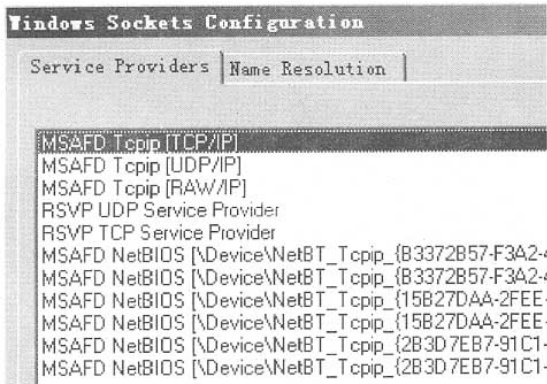 Windows Sockets Configuration
Service Providers
Name Resolution
MSAFD Tcpip [TCP/IP]
MSAFD Tcpip [UDP/IP]
MSAFD Tcpip [RAW/IP]
RSVP UDP Service Provider
RSVP TCP Service Provider
MSAFD NetBIOS [\Device\NetBT_Tcpip_{B3372B57-F3A2-4
MSAFD NetBIOS [\Device\NetBT_Tcpip_{B3372B57-F3A2-4
MSAFD NetBIOS [\Device\NetBT_Tcpip_{15B27DAA-2FEE-
MSAFD NetBIOS [\Device\NetBT_Tcpip_{15B27DAA-2FEE-
MSAFD NetBIOS [\Device\NetBT_Tcpip_{2B3D7EB7-91C1-
MSAFD NetBIOS [\Device\NetBT_Tcpip_{2B3D7EB7-91C1-